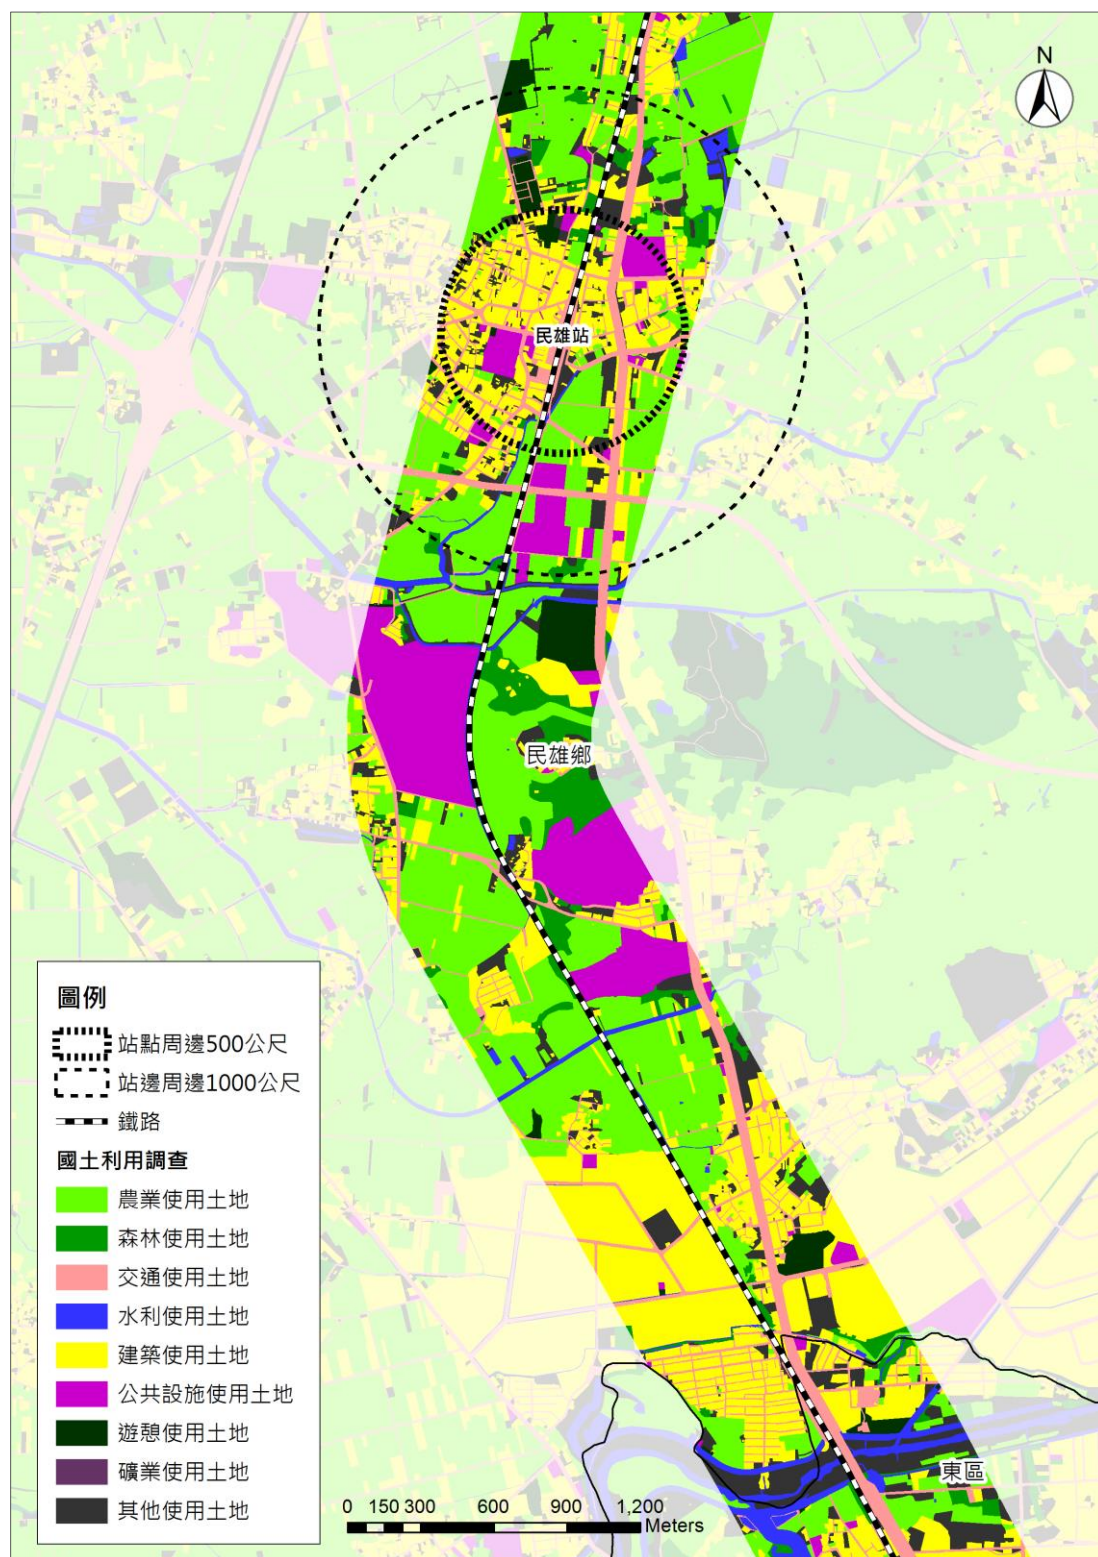 N
民雄站
民雄鄉
東區
圖例
站點周邊500公尺
站邊周邊1000公尺
鐵路
國土利用調查
農業使用土地
森林使用土地
交通使用土地
水利使用土地
建築使用土地
公共設施使用土地
遊憩使用土地
礦業使用土地
其他使用土地
0 150 300 600 900 1,200
Meters